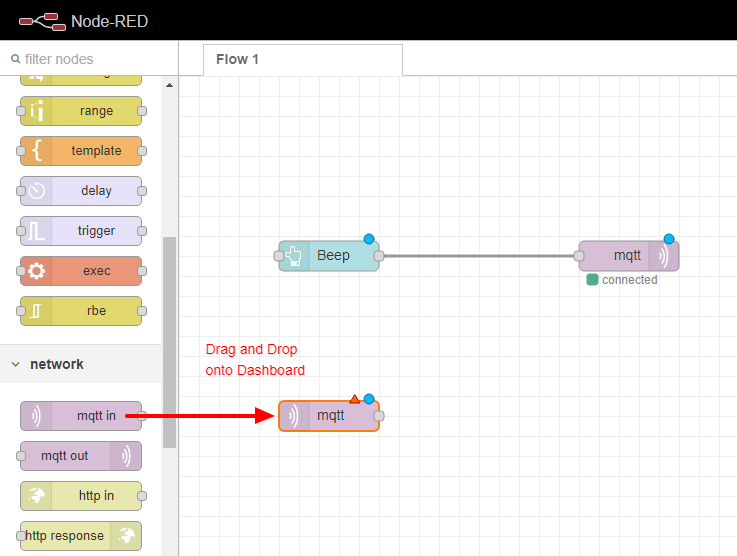 Node-RED
filter nodes
Flow 1
range
template
delay
trigger
exec
rbe
network
mqtt in
mqtt out
http in
http response
Beep
mqtt
connected
Drag and Drop
onto Dashboard
mqtt